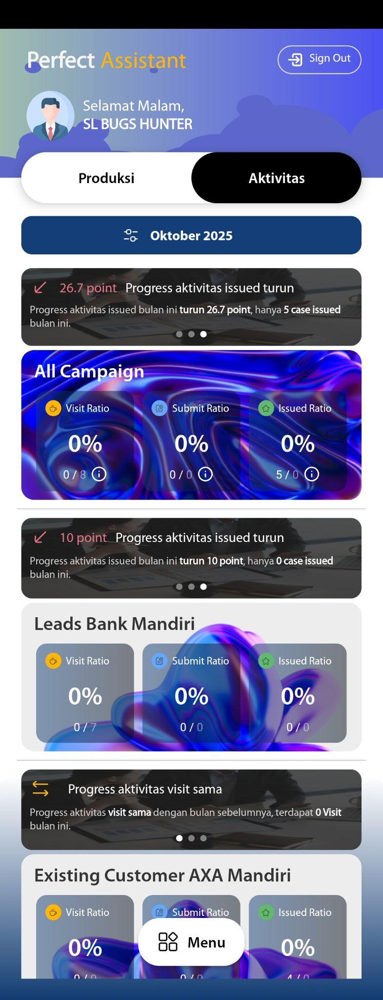 Perfect Assistant
Sign Out
Selamat Malam,
SL BUGS HUNTER
Produksi
Aktivitas
Oktober 2025
26.7 point Progress aktivitas issued turun
Progress aktivitas issued bulan ini turun 26.7 point, hanya 5 case issued
bulan ini.
All Campaign
Visit Ratio
Submit Ratio
Issued Ratio
0%
0%
0%
0 / 8
0 / 0
5 / 0
10 point Progress aktivitas issued turun
Progress aktivitas issued bulan ini turun 10 point, hanya 0 case issued
bulan ini.
Leads Bank Mandiri
Visit Ratio
Submit Ratio
Issued Ratio
0%
0%
0%
0 / 7
0 / 0
0 / 0
Progress aktivitas visit sama
Progress aktivitas visit sama dengan bulan sebelumnya, terdapat 0 Visit
bulan ini.
Existing Customer AXA Mandiri
Visit Ratio
Submit Ratio
Issued Ratio
0%
Menu
0%